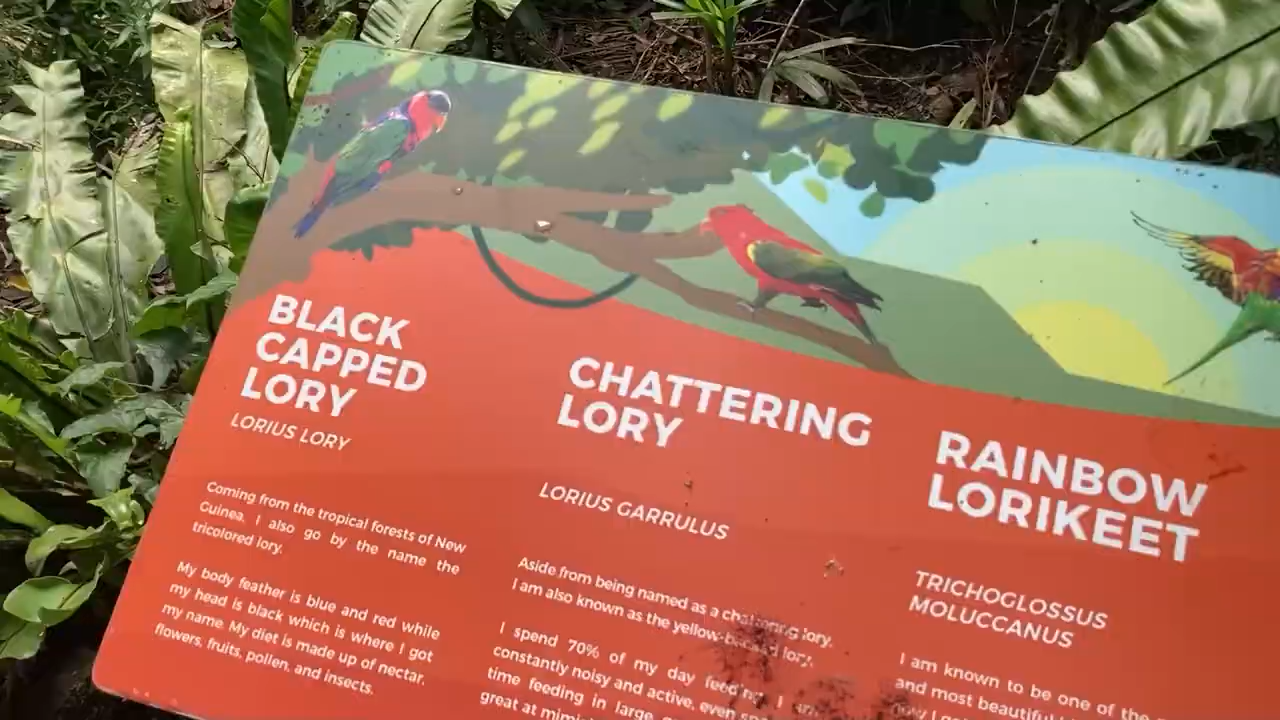 BLACK
CAPPED
LORY
LORIUS LORY
Coming from the tropical forests of New
Guinea, I also go by the name the
tricolored lory.
My body feather is blue and red while
my head is black which is where I got
my name. My diet is made up of nectar,
flowers, fruits, pollen, and insects.
CHATTERING
LORY
LORIUS GARRULUS
Aside from being named as a chattering lory,
I am also known as the yellow-backed lory.
I spend 70% of my day feeding. I am
constantly noisy and active, even
time feeding in large
great at
RAINBOW
LORIKEET
TRICHOGLOSSUS
MOLUCCANUS
I am known to be one of the
and most beautiful
I